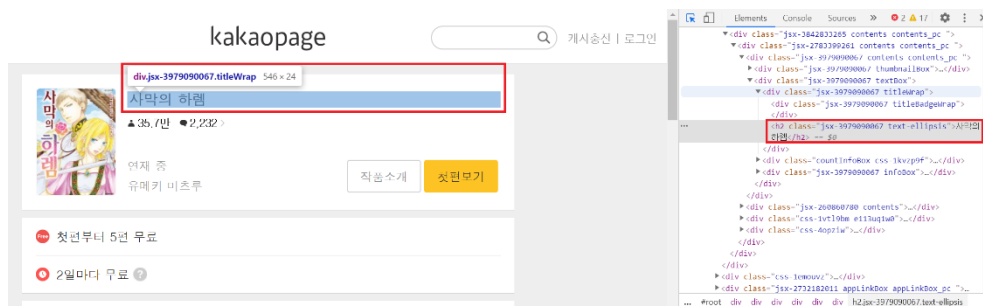 kakaopage
게시충신 | 로그인
div.jsx-3979090067.titleWrap 546 × 24
사막의 하렘
사막의 하렘
35,7만 2,232
연재 중
유메키 미츠루
작품소개
첫편보기
Free 첫편부터 5편 무료
2일마다 무료 ?
Elements Console Sources » 2 17
▼<div class="jsx-3842833265 contents contents_pc ">
▼<div class="jsx-2783399261 contents contents_pc ">
▼<div class="jsx-3979090067 contents contents_pc ">
▶<div class="jsx-3979090067 thumbnailBox">…</div>
▼<div class="jsx-3979090067 textBox">
▼<div class="jsx-3979090067 titleWrap">
<div class="jsx-3979090067 titleBadgeWrap">
</div>
<h2 class="jsx-3979090067 text-ellipsis">사막의
하렘</h2> == $0
</div>
▶<div class="countInfoBox css-1kvzp9f">…</div>
▶<div class="jsx-3979090067 infoBox">…</div>
</div>
</div>
▶<div class="jsx-260860780 contents">…</div>
▶<div class="css-1vtl9bm e113uqiw0">…</div>
▶<div class="css-4opziw">…</div>
</div>
</div>
▶<div class="css-1emouvz">…</div>
▶<div class="jsx-2732182011 appLinkBox appLinkBox_pc ">…
... #root div div div div div div h2.jsx-3979090067.text-ellipsis